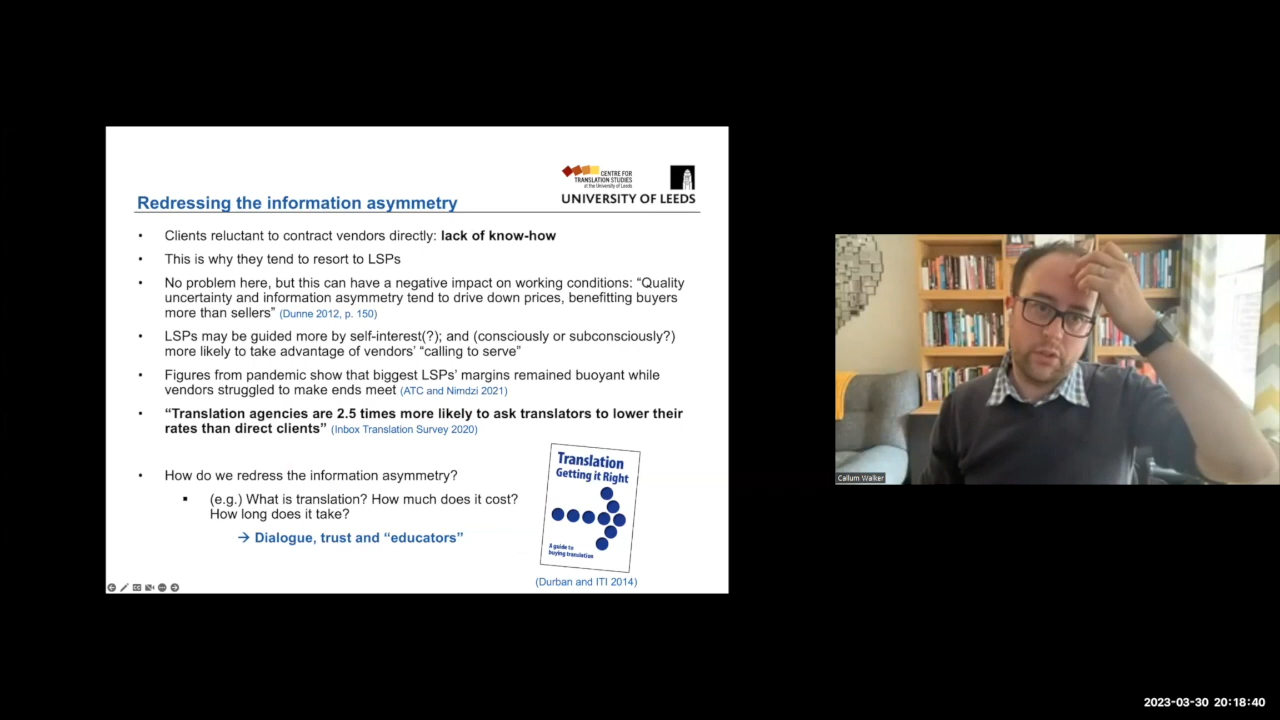 CENTRE FOR
TRANSLATION STUDIES
at the University of Leeds
UNIVERSITY OF LEEDS
Redressing the information asymmetry
• Clients reluctant to contract vendors directly: lack of know-how
• This is why they tend to resort to LSPs
• No problem here, but this can have a negative impact on working conditions: “Quality
uncertainty and information asymmetry tend to drive down prices, benefitting buyers
more than sellers” (Dunne 2012, p. 150)
• LSPs may be guided more by self-interest(?); and (consciously or subconsciously?)
more likely to take advantage of vendors’ “calling to serve”
• Figures from pandemic show that biggest LSPs’ margins remained buoyant while
vendors struggled to make ends meet (ATC and Nimdzi 2021)
• “Translation agencies are 2.5 times more likely to ask translators to lower their
rates than direct clients” (Inbox Translation Survey 2020)
• How do we redress the information asymmetry?
▪ (e.g.) What is translation? How much does it cost?
How long does it take?
→ Dialogue, trust and “educators”
Translation
Getting it Right
A guide to
buying translation
(Durban and ITI 2014)
Callum Walker
2023-03-30 20:18:40